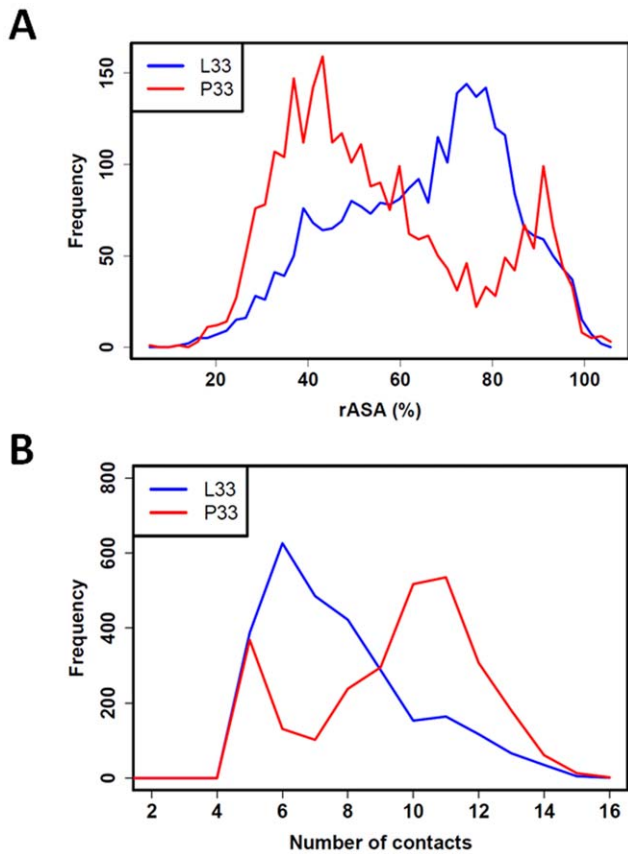 A
L33
P33
Frequency
150
100
50
0
20 40 60 80 100
rASA (%)
B
L33
P33
Frequency
800
600
400
200
0
2 4 6 8 10 12 14 16
Number of contacts